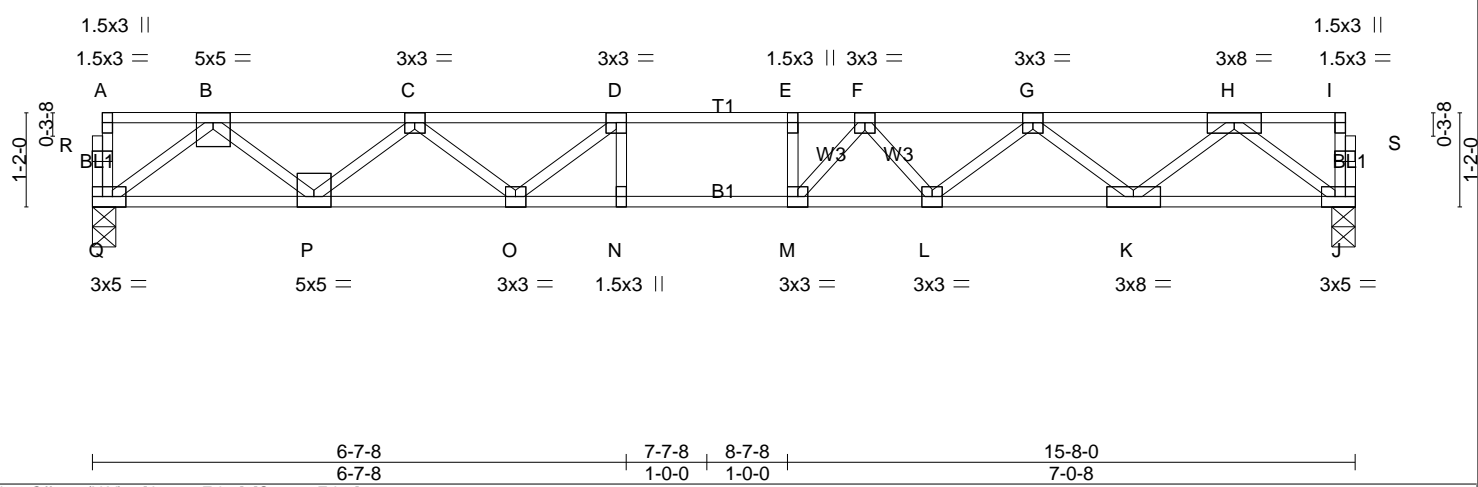 1.5x3 || 1.5x3 ||
1.5x3 = 5x5 = 3x3 = 3x3 = 1.5x3 || 3x3 = 3x3 = 3x8 = 1.5x3 =
A B C D E F G H I
T1
0-3-8 0-3-8
R S
1-2-0 1-2-0
BL1 W3 W3 BL1
B1
Q P O N M L K J
3x5 = 5x5 = 3x3 = 1.5x3 || 3x3 = 3x3 = 3x8 = 3x5 =
6-7-8 7-7-8 8-7-8 15-8-0
6-7-8 1-0-0 1-0-0 7-0-8